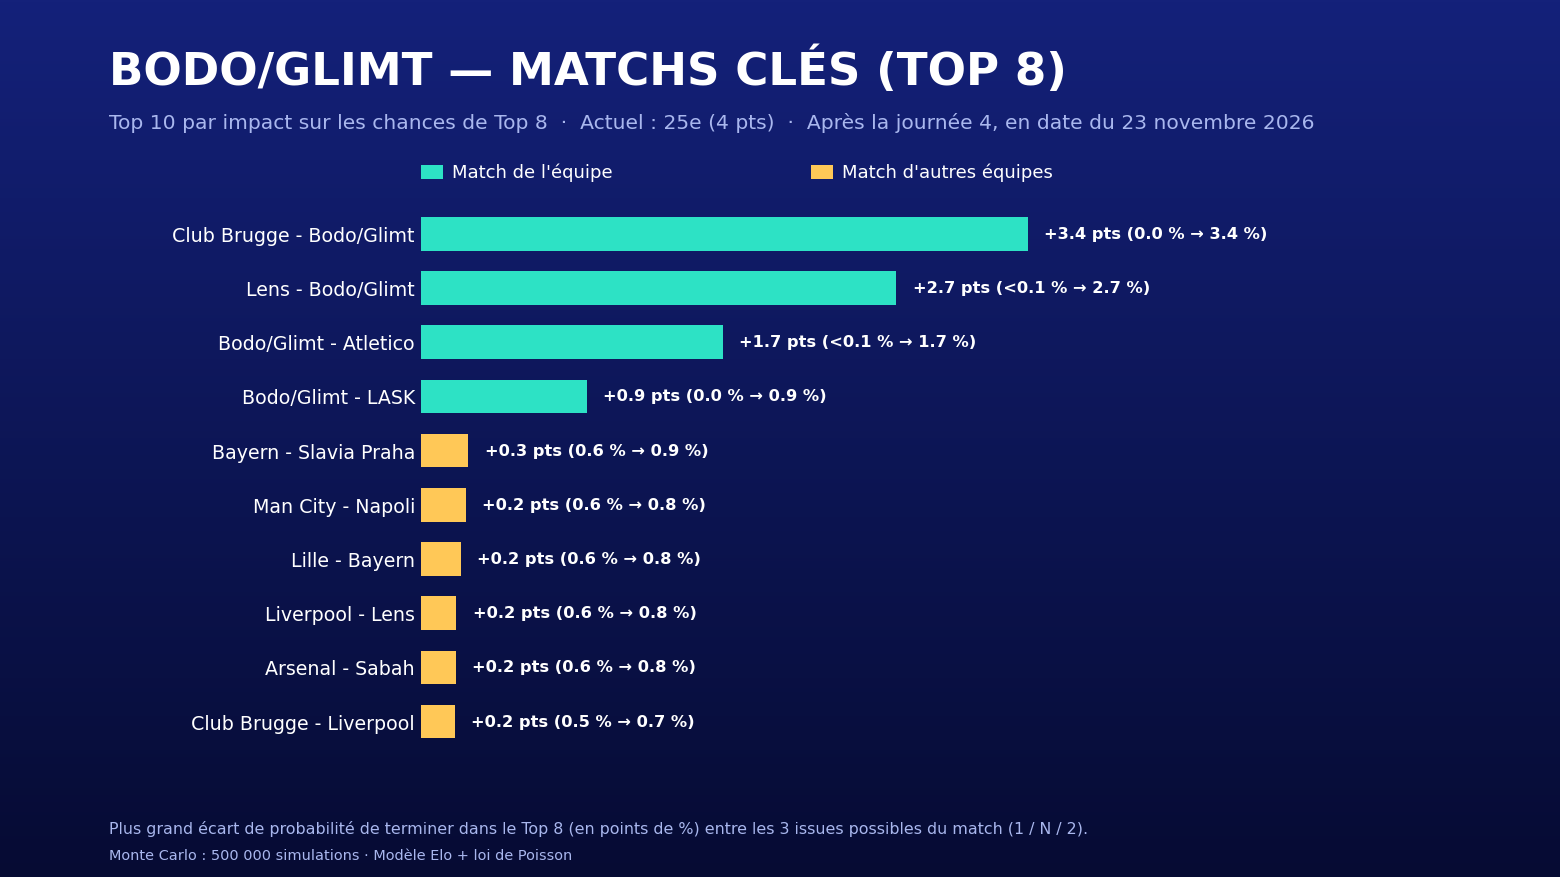 BODO/GLIMT — MATCHS CLÉS (TOP 8)
Top 10 par impact sur les chances de Top 8 · Actuel : 25e (4 pts) · Après la journée 4, en date du 23 novembre 2026
Match de l'équipe
Match d'autres équipes
Club Brugge - Bodo/Glimt +3.4 pts (0.0 % → 3.4 %)
Lens - Bodo/Glimt +2.7 pts (<0.1 % → 2.7 %)
Bodo/Glimt - Atletico +1.7 pts (<0.1 % → 1.7 %)
Bodo/Glimt - LASK +0.9 pts (0.0 % → 0.9 %)
Bayern - Slavia Praha +0.3 pts (0.6 % → 0.9 %)
Man City - Napoli +0.2 pts (0.6 % → 0.8 %)
Lille - Bayern +0.2 pts (0.6 % → 0.8 %)
Liverpool - Lens +0.2 pts (0.6 % → 0.8 %)
Arsenal - Sabah +0.2 pts (0.6 % → 0.8 %)
Club Brugge - Liverpool +0.2 pts (0.5 % → 0.7 %)
Plus grand écart de probabilité de terminer dans le Top 8 (en points de %) entre les 3 issues possibles du match (1 / N / 2).
Monte Carlo : 500 000 simulations · Modèle Elo + loi de Poisson